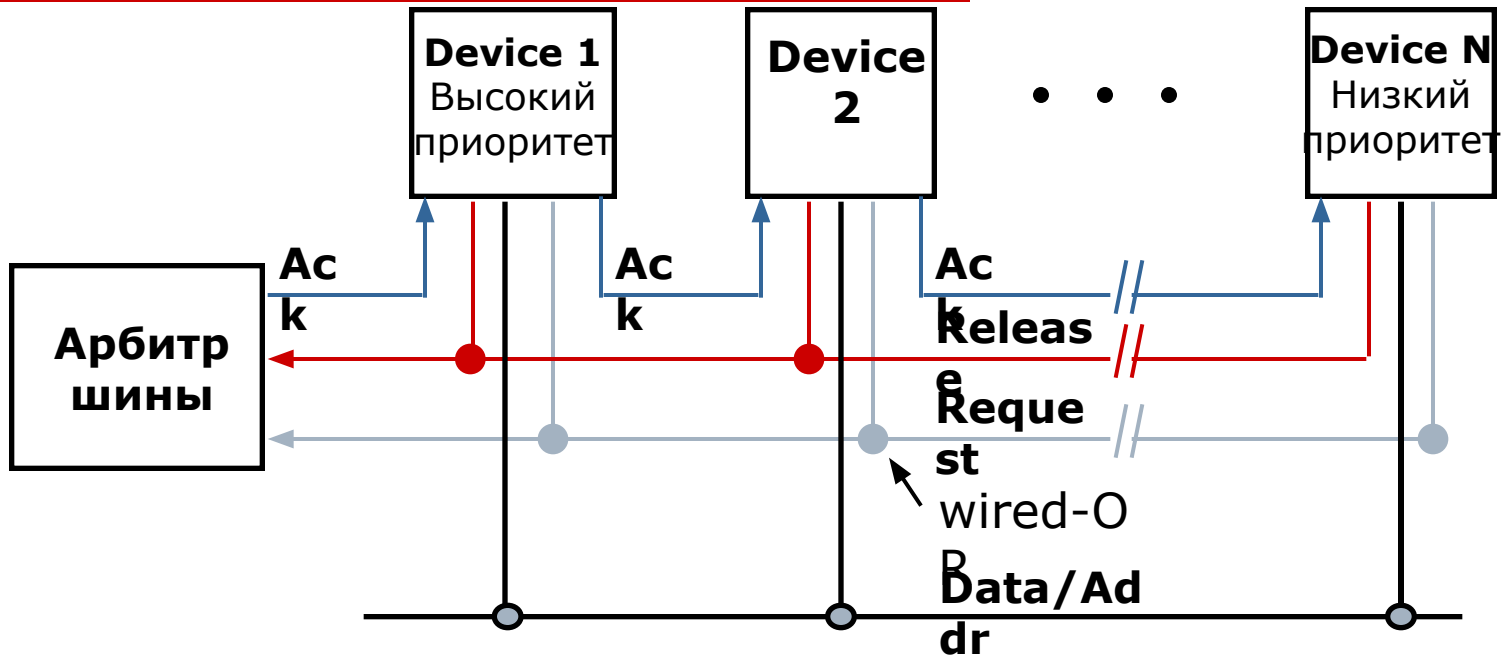 Device 1
Высокий
приоритет
Device
2
Device N
Низкий
приоритет
Ac
k
Ac
k
Ac
k
Арбитр
шины
Releas
e
Reque
st
wired-O
R
Data/Ad
dr